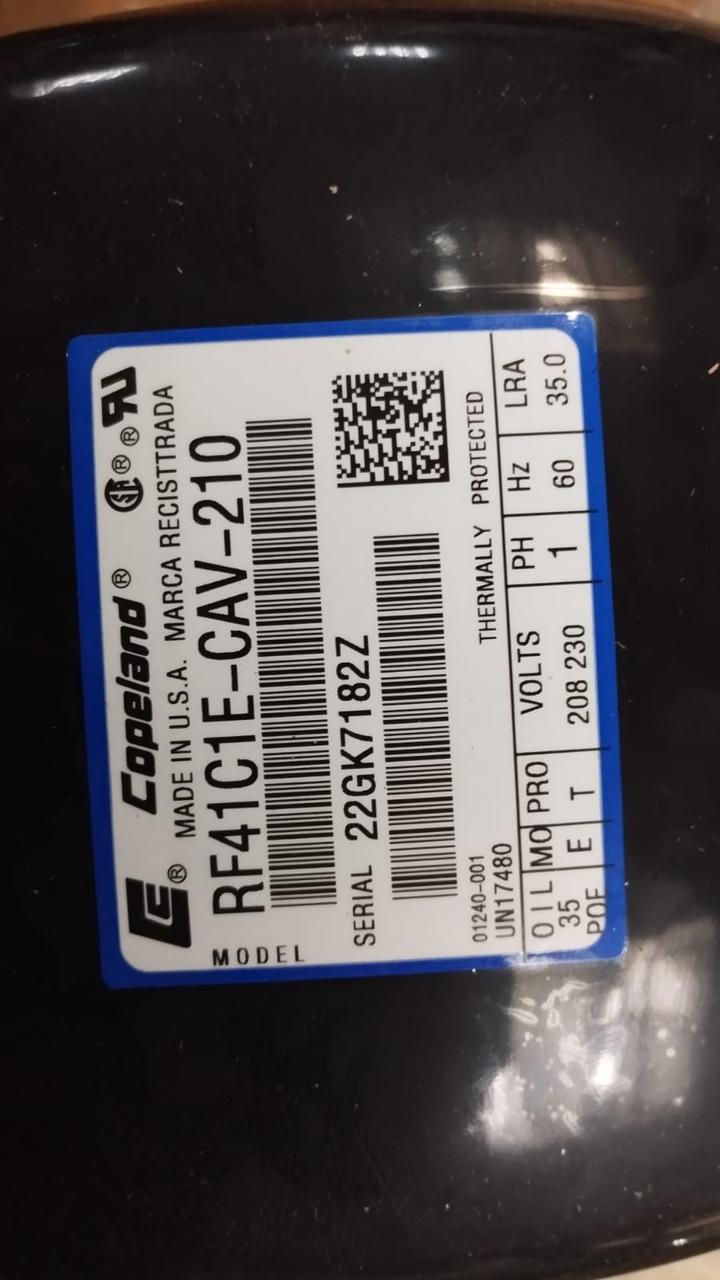 Copeland®
MADE IN U.S.A. MARCA RECISTTRADA
MODEL RF41C1E-CAV-210
SERIAL 22GK7182Z
01240-001
UN17480 THERMALLY PROTECTED
OIL MO PRO VOLTS PH Hz LRA
35 POE E T 208 230 1 60 35.0